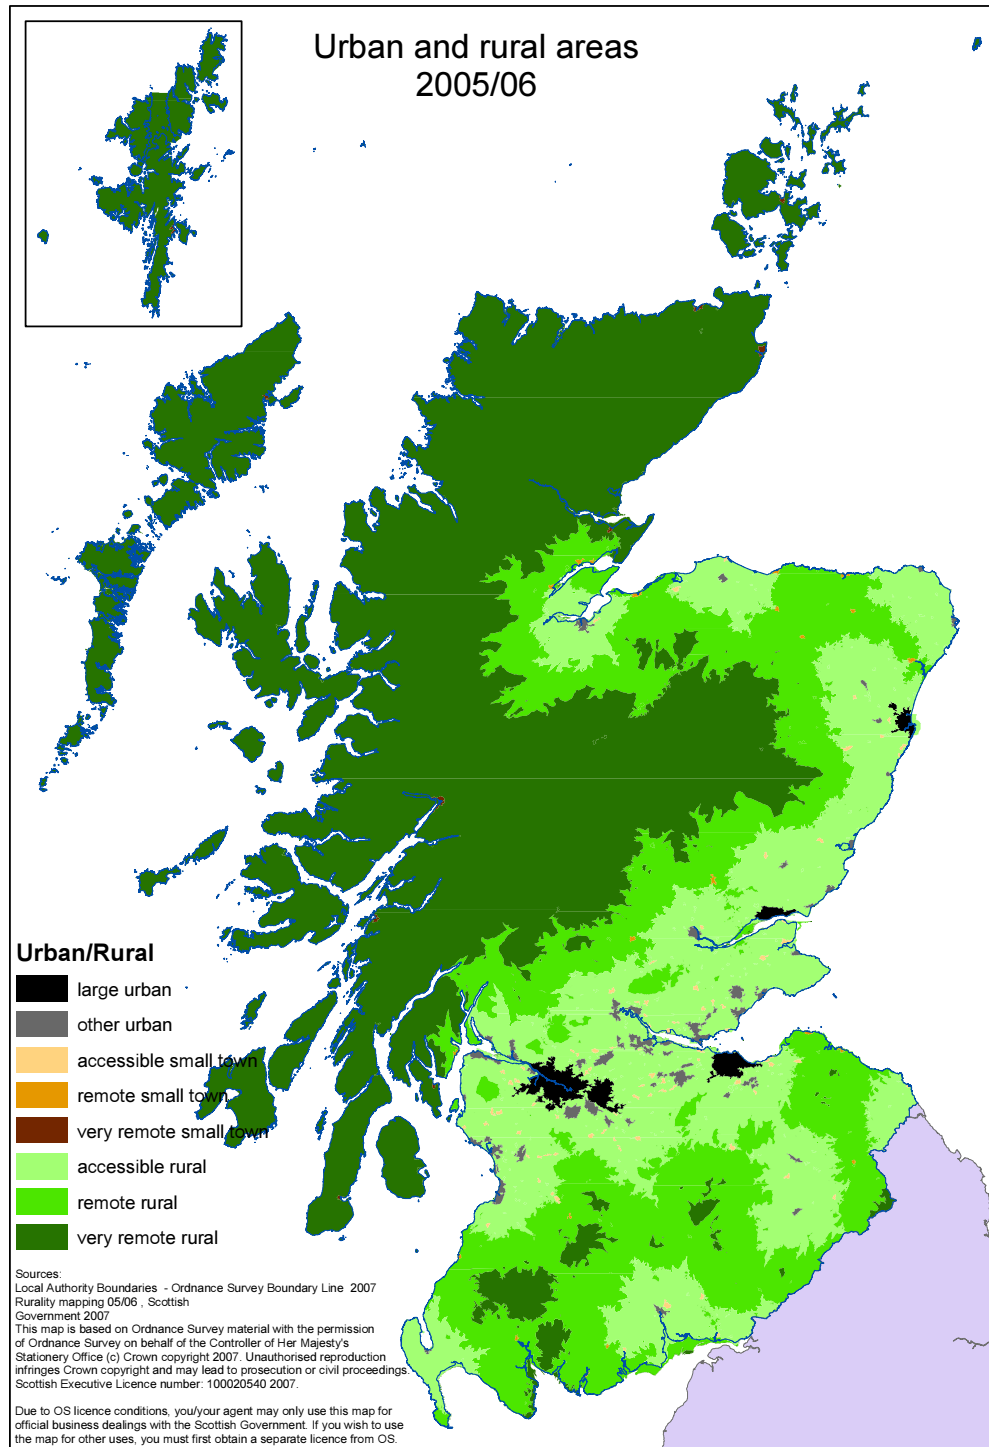 Urban and rural areas
2005/06
Urban/Rural
large urban
other urban
accessible small town
remote small town
very remote small town
accessible rural
remote rural
very remote rural
Sources:
Local Authority Boundaries - Ordnance Survey Boundary Line 2007
Rurality mapping 05/06 , Scottish
Government 2007
This map is based on Ordnance Survey material with the permission
of Ordnance Survey on behalf of the Controller of Her Majesty's
Stationery Office (c) Crown copyright 2007. Unauthorised reproduction
infringes Crown copyright and may lead to prosecution or civil proceedings.
Scottish Executive Licence number: 100020540 2007.
Due to OS licence conditions, you/your agent may only use this map for
official business dealings with the Scottish Government. If you wish to use
the map for other uses, you must first obtain a separate licence from OS.